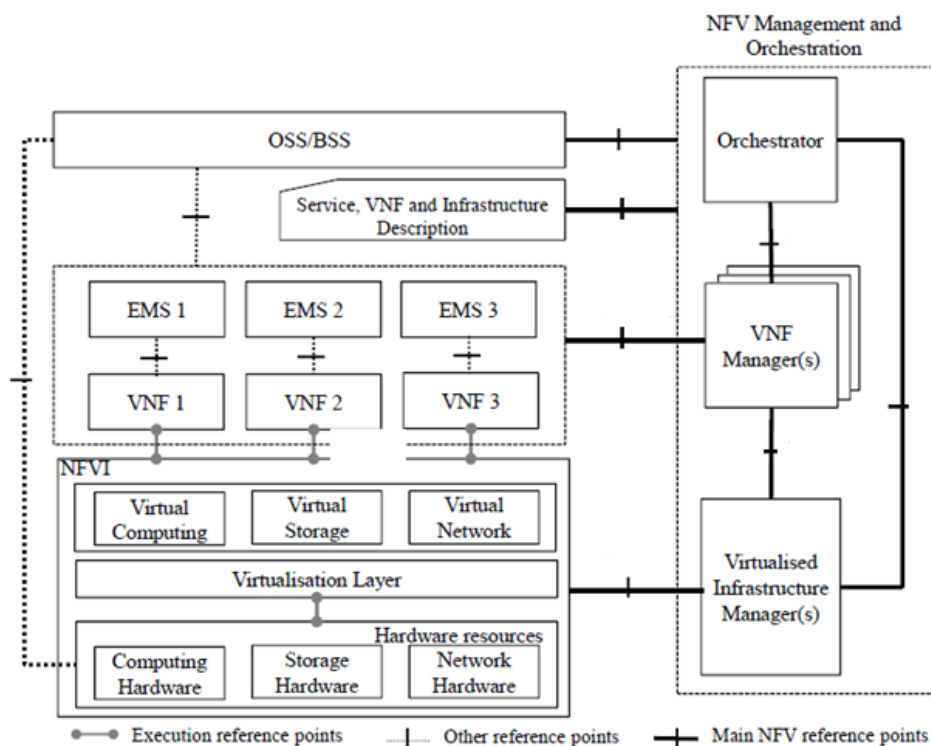 NFV Management and
Orchestration
OSS/BSS
Orchestrator
Service, VNF and Infrastructure
Description
EMS 1
EMS 2
EMS 3
VNF
Manager(s)
VNF 1
VNF 2
VNF 3
NFVI
Virtual
Computing
Virtual
Storage
Virtual
Network
Virtualisation Layer
Virtualised
Infrastructure
Manager(s)
Hardware resources
Computing
Hardware
Storage
Hardware
Network
Hardware
Execution reference points
Other reference points
Main NFV reference points